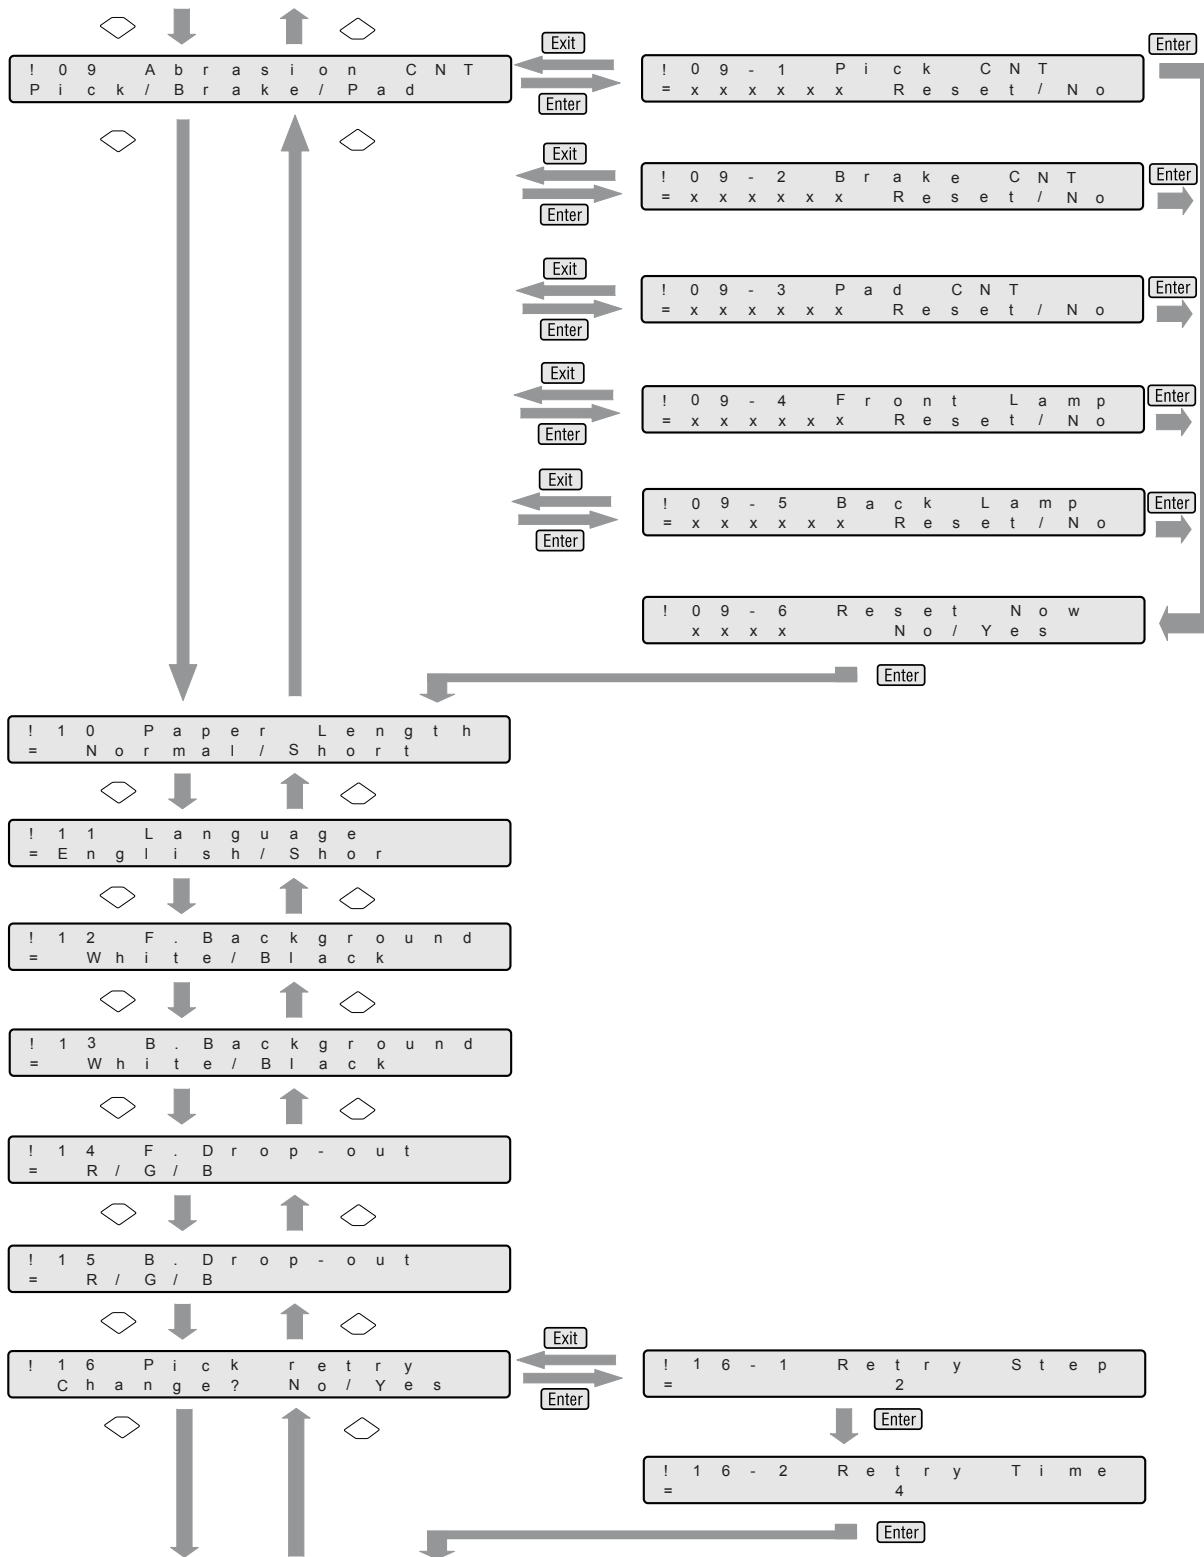 Exit
Enter
! 09 Abrasion CNT
Pick/Brake/Pad
Enter
! 09-1 Pick CNT
=xxxxxx Reset/No
Exit
Enter
! 09-2 Brake CNT
=xxxxxx Reset/No
Enter
Exit
Enter
! 09-3 Pad CNT
=xxxxxx Reset/No
Enter
Exit
Enter
! 09-4 Front Lamp
=xxxxxx Reset/No
Enter
Exit
Enter
! 09-5 Back Lamp
=xxxxxx Reset/No
Enter
! 09-6 Reset Now
xxxx No/Yes
Enter
! 10 Paper Length
= Normal/Short
! 11 Language
=English/Shor
! 12 F.Background
= White/Black
! 13 B.Background
= White/Black
! 14 F.Drop-out
= R/G/B
! 15 B.Drop-out
= R/G/B
! 16 Pick retry
Change? No/Yes
Exit
Enter
! 16-1 Retry Step
= 2
Enter
! 16-2 Retry Time
= 4
Enter